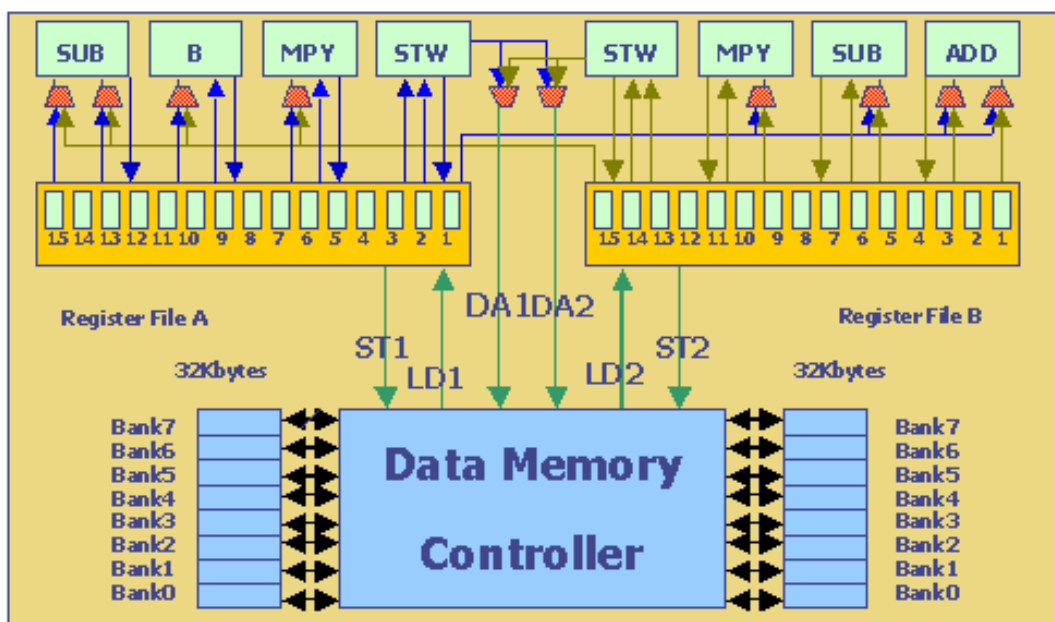 SUB B MPY STW STW MPY SUB ADD
15 14 13 12 11 10 9 8 7 6 5 4 3 2 1
15 14 13 12 11 10 9 8 7 6 5 4 3 2 1
Register File A
DA1DA2
Register File B
ST1
ST2
LD1
LD2
32Kbytes
32Kbytes
Data Memory
Controller
Bank7
Bank6
Bank5
Bank4
Bank3
Bank2
Bank1
Bank0
Bank7
Bank6
Bank5
Bank4
Bank3
Bank2
Bank1
Bank0